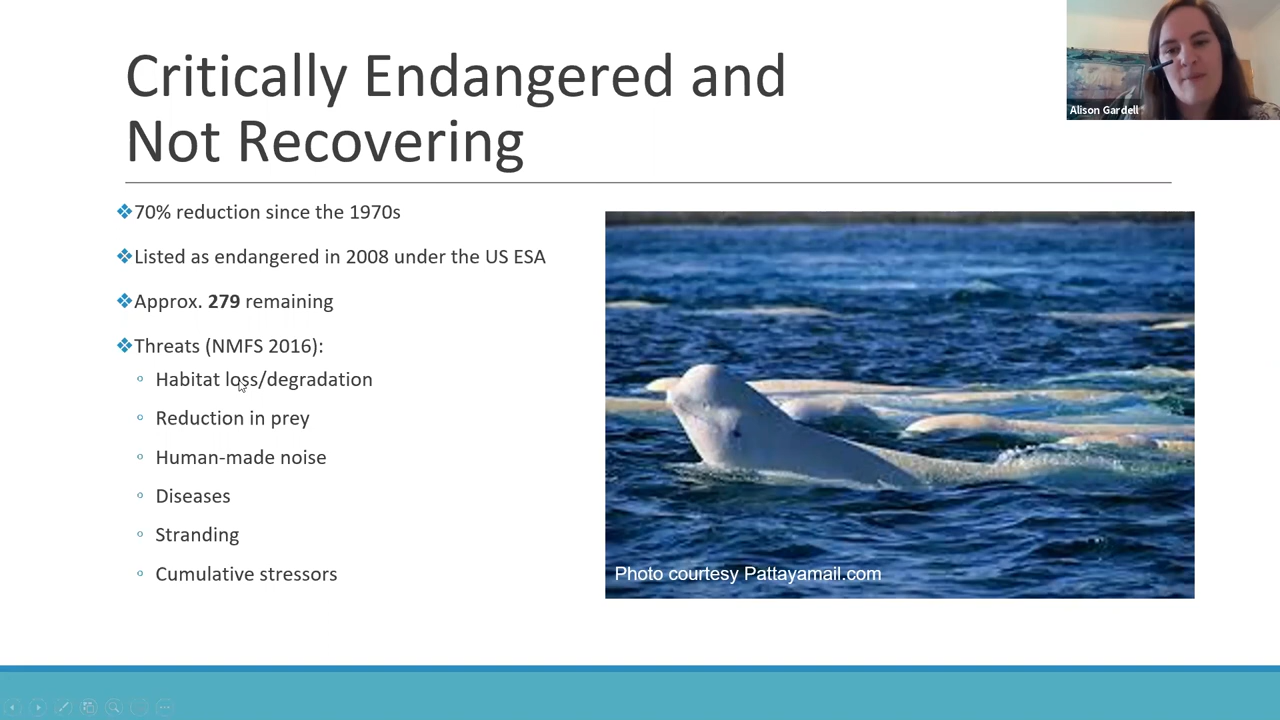 Critically Endangered and
Not Recovering
Alison Gardell
❖70% reduction since the 1970s
❖Listed as endangered in 2008 under the US ESA
❖Approx. 279 remaining
❖Threats (NMFS 2016):
◦ Habitat loss/degradation
◦ Reduction in prey
◦ Human-made noise
◦ Diseases
◦ Stranding
◦ Cumulative stressors
Photo courtesy Pattayamail.com